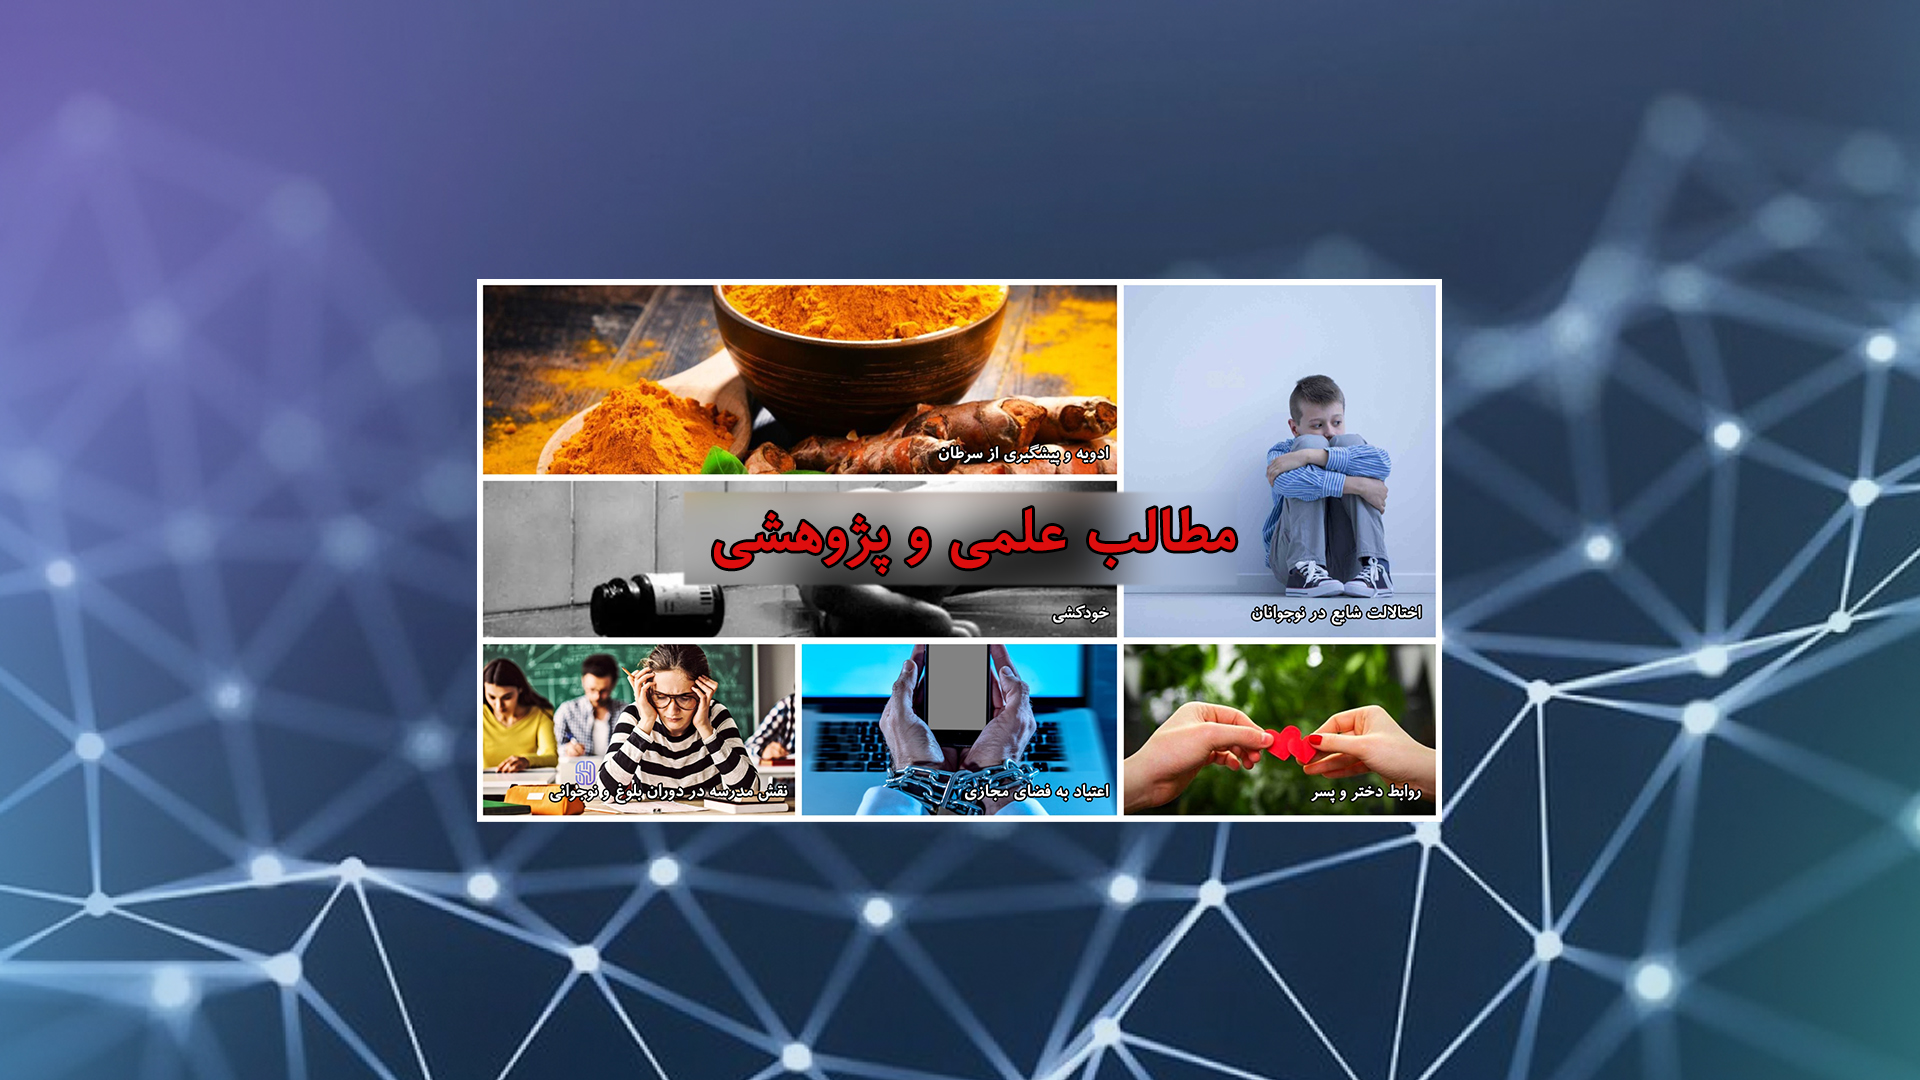 ادویه و پیشگیری از سرطان
مطالب علمی و پژوهشی
خودکشی
اختالالت شایع در نوجوانان
نقش مدرسه در دوران بلوغ و نوجوانی
اعتیاد به فضای مجازی
روابط دختر و پسر